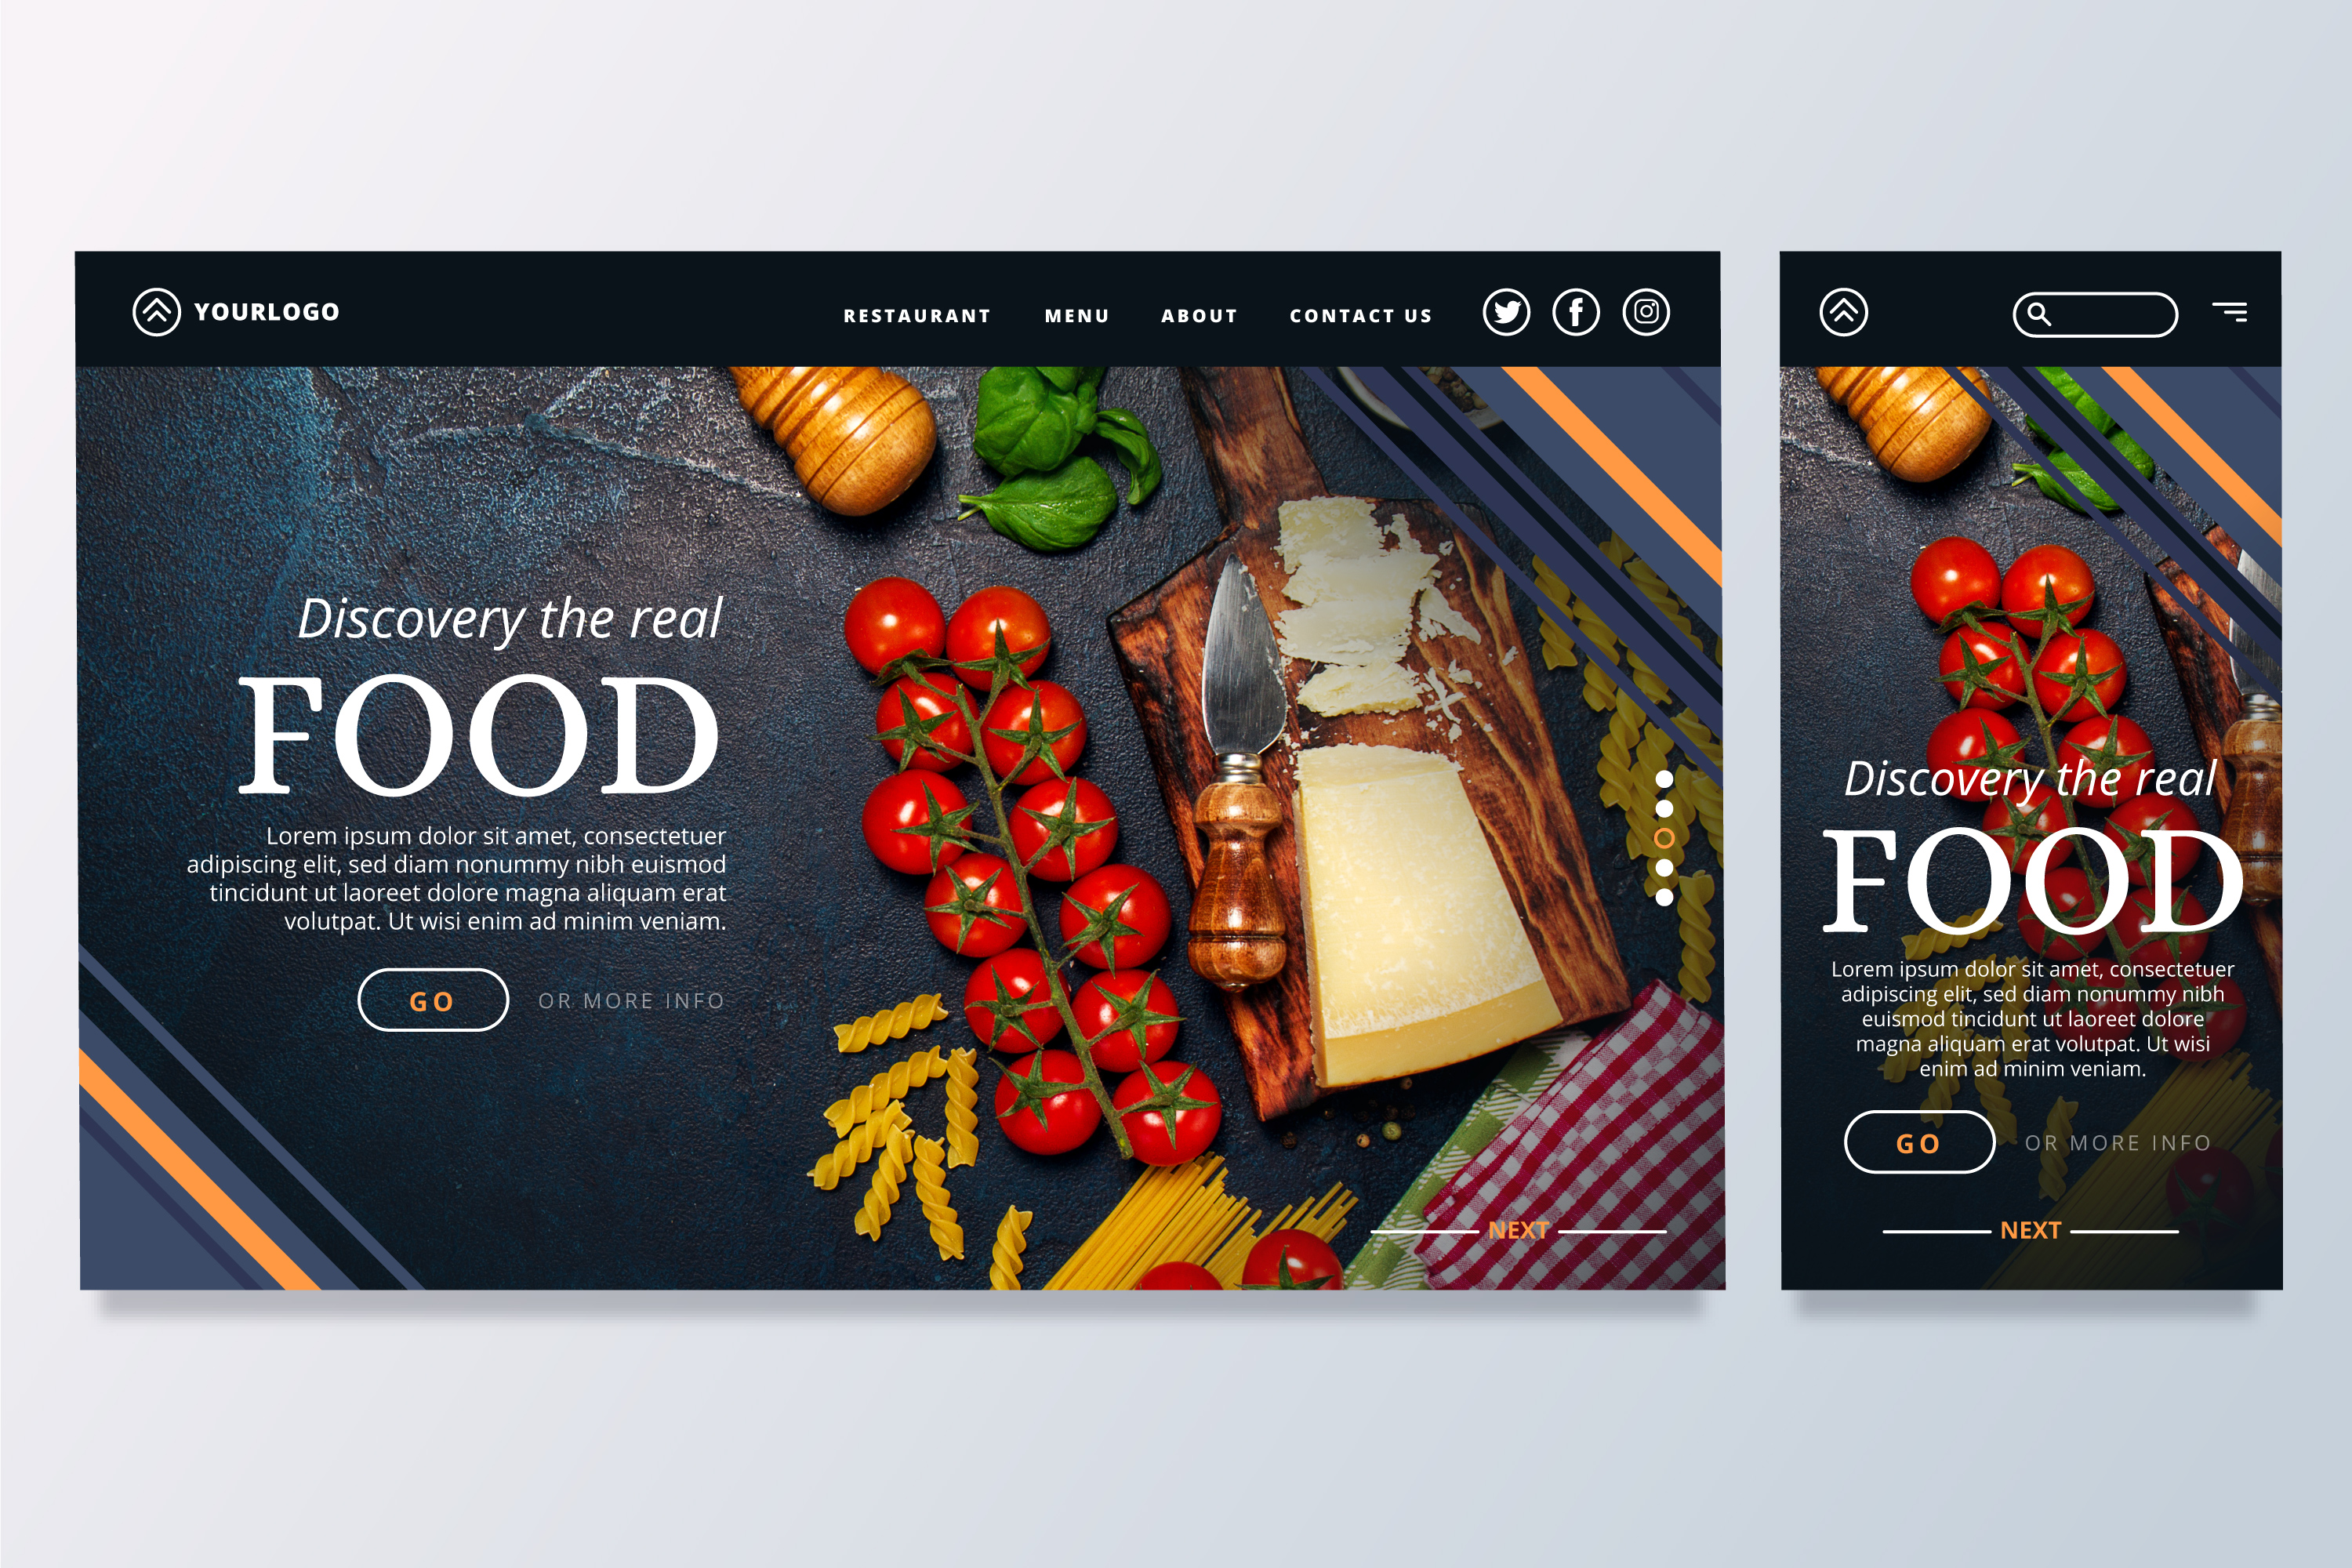 YOURLOGO
RESTAURANT MENU ABOUT CONTACT US
Discovery the real
FOOD
Lorem ipsum dolor sit amet, consectetuer
adipiscing elit, sed diam nonummy nibh euismod
tincidunt ut laoreet dolore magna aliquam erat
volutpat. Ut wisi enim ad minim veniam.
GO OR MORE INFO
NEXT
Discovery the real
FOOD
Lorem ipsum dolor sit amet, consectetuer
adipiscing elit, sed diam nonummy nibh
euismod tincidunt ut laoreet dolore
magna aliquam erat volutpat. Ut wisi
enim ad minim veniam.
GO OR MORE INFO
NEXT